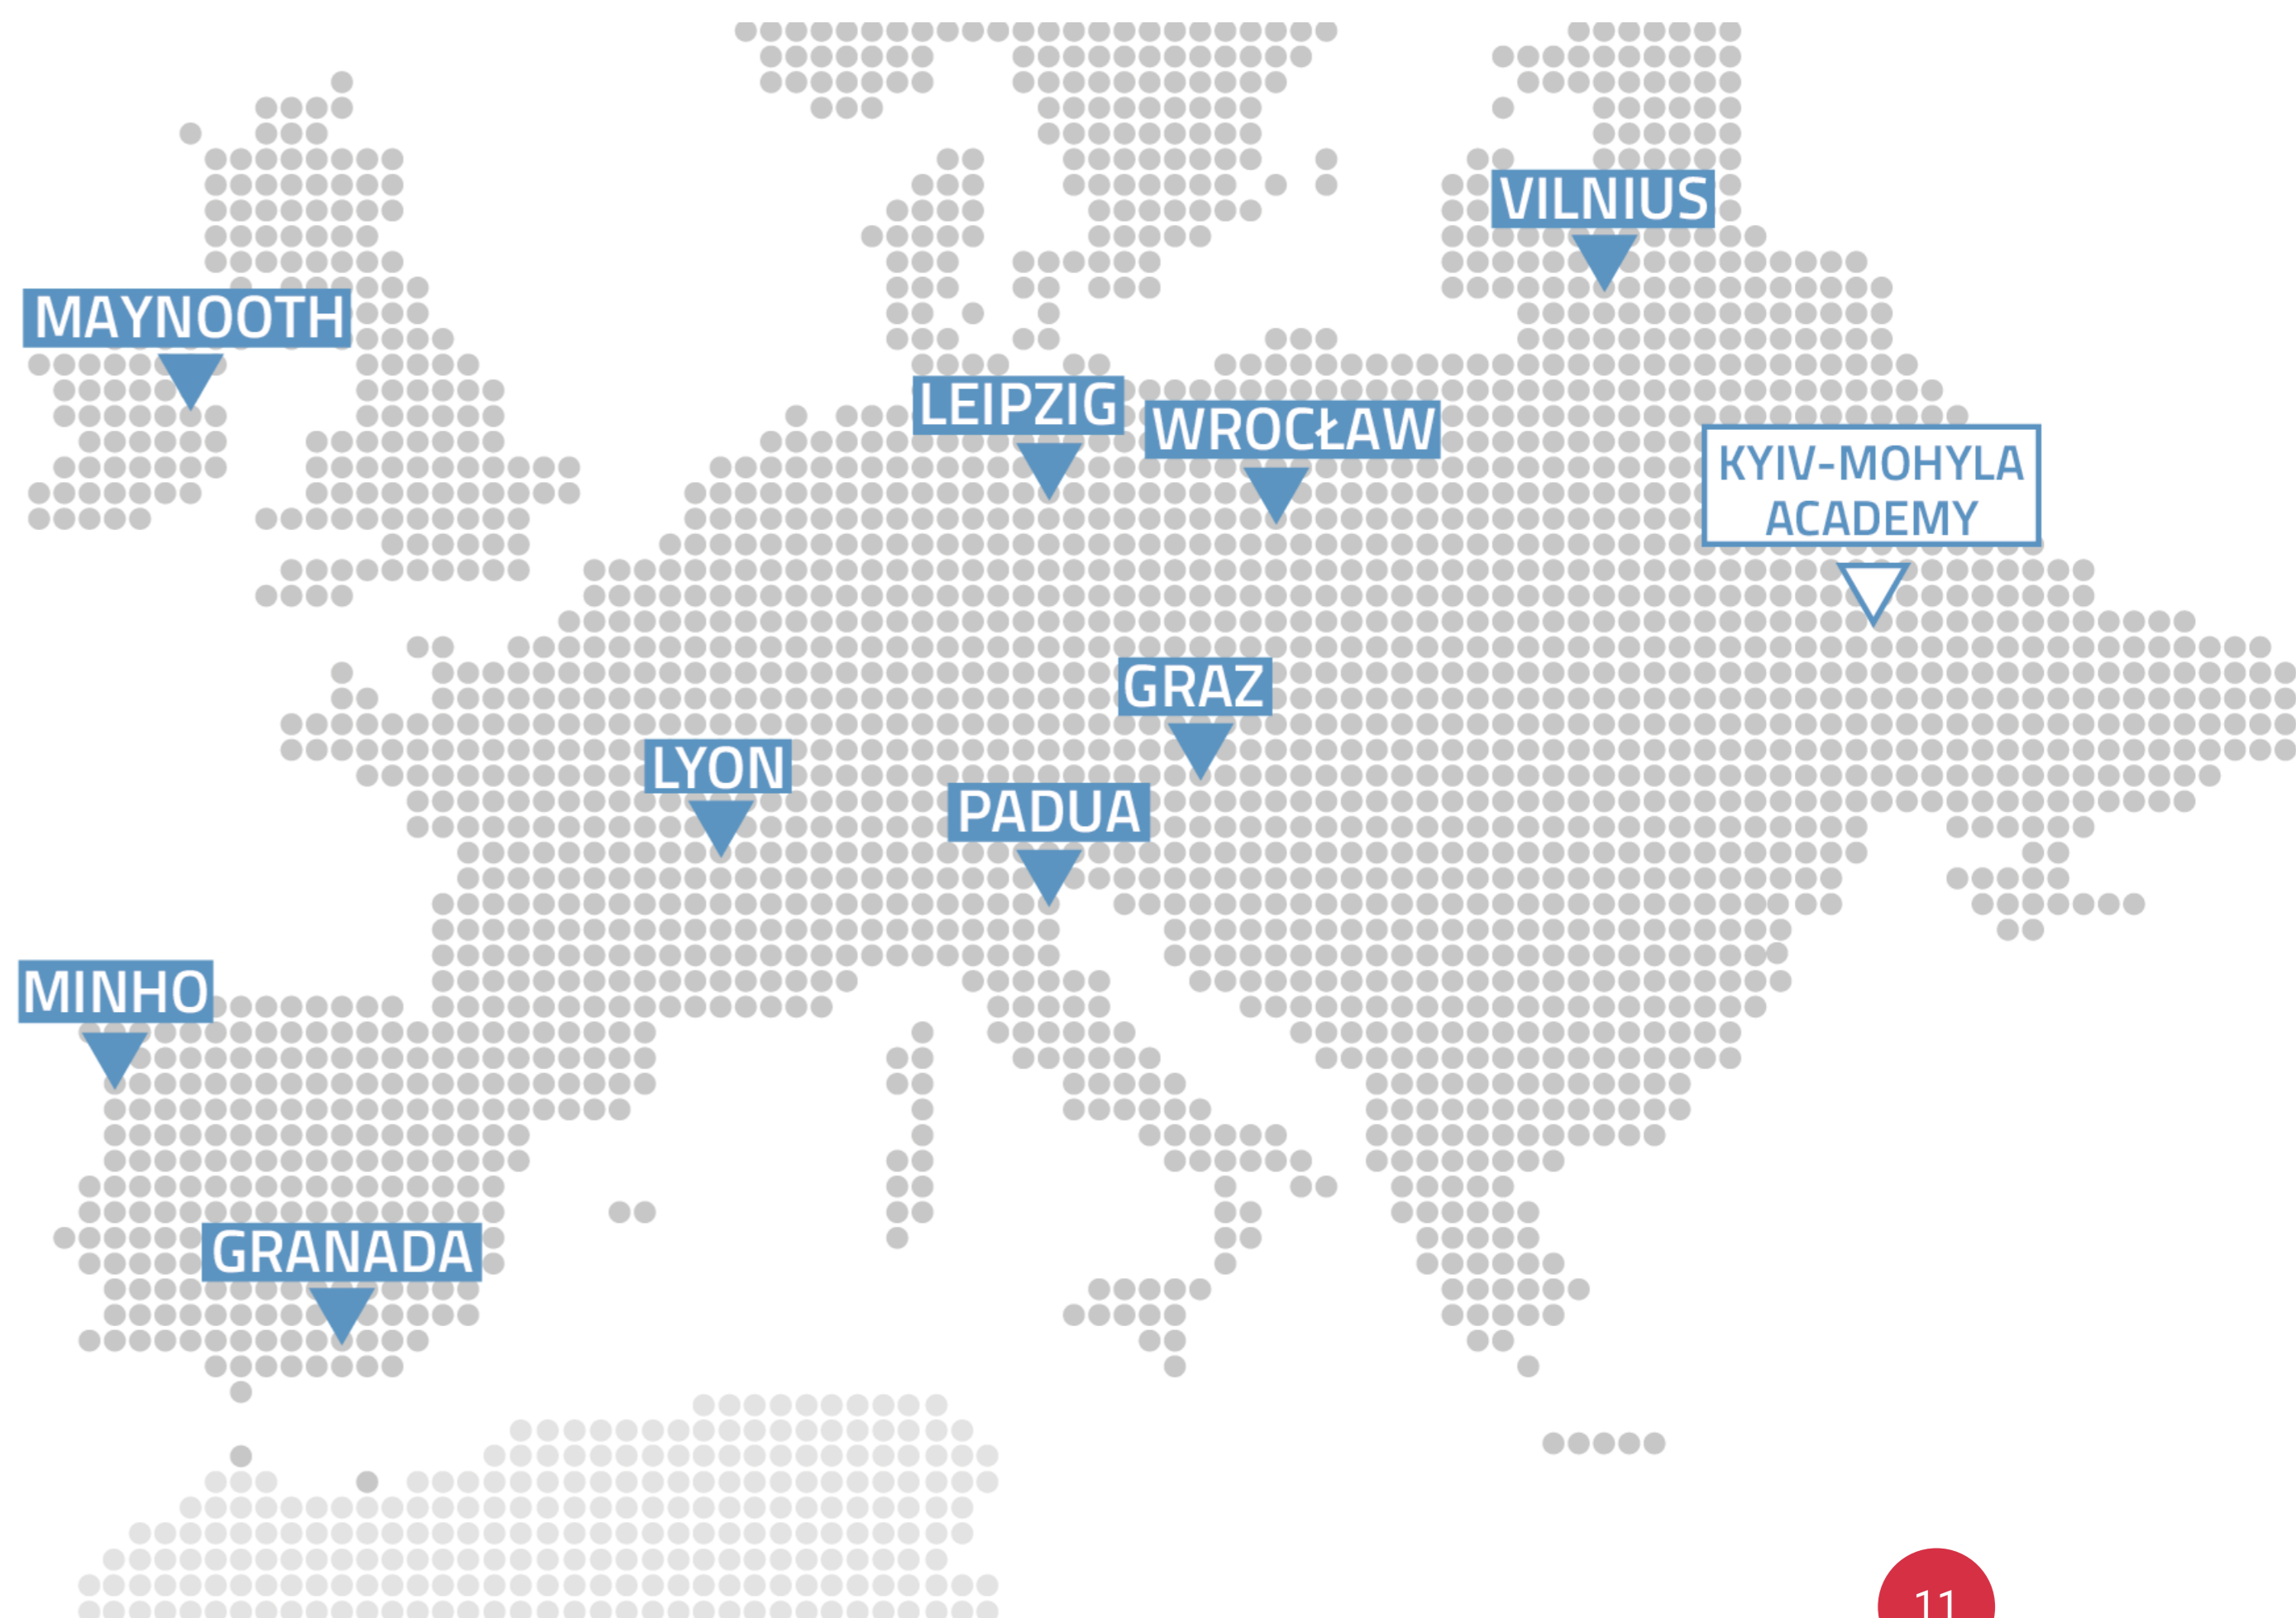 VILNIUS
MAYNOOTH
LEIPZIG
WROCŁAW
KYIV-MOHYLA
ACADEMY
GRAZ
LYON
PADUA
MINHO
GRANADA
11